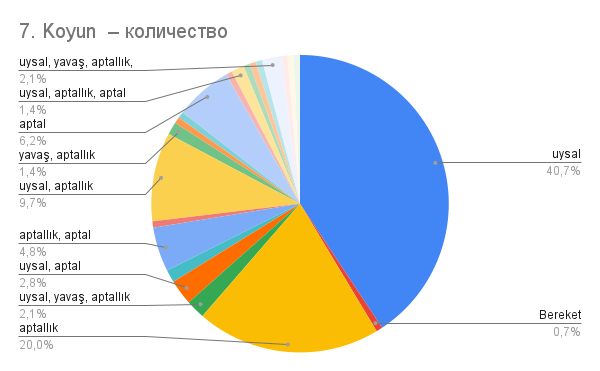 7. Koyun – количество
uysal, yavaş, aptallık,
2,1%
uysal, aptallık, aptal
1,4%
aptal
6,2%
yavaş, aptallık
1,4%
uysal, aptallık
9,7%
aptallık, aptal
4,8%
uysal, aptal
2,8%
uysal, yavaş, aptallık
2,1%
aptallık
20,0%
uysal
40,7%
Bereket
0,7%